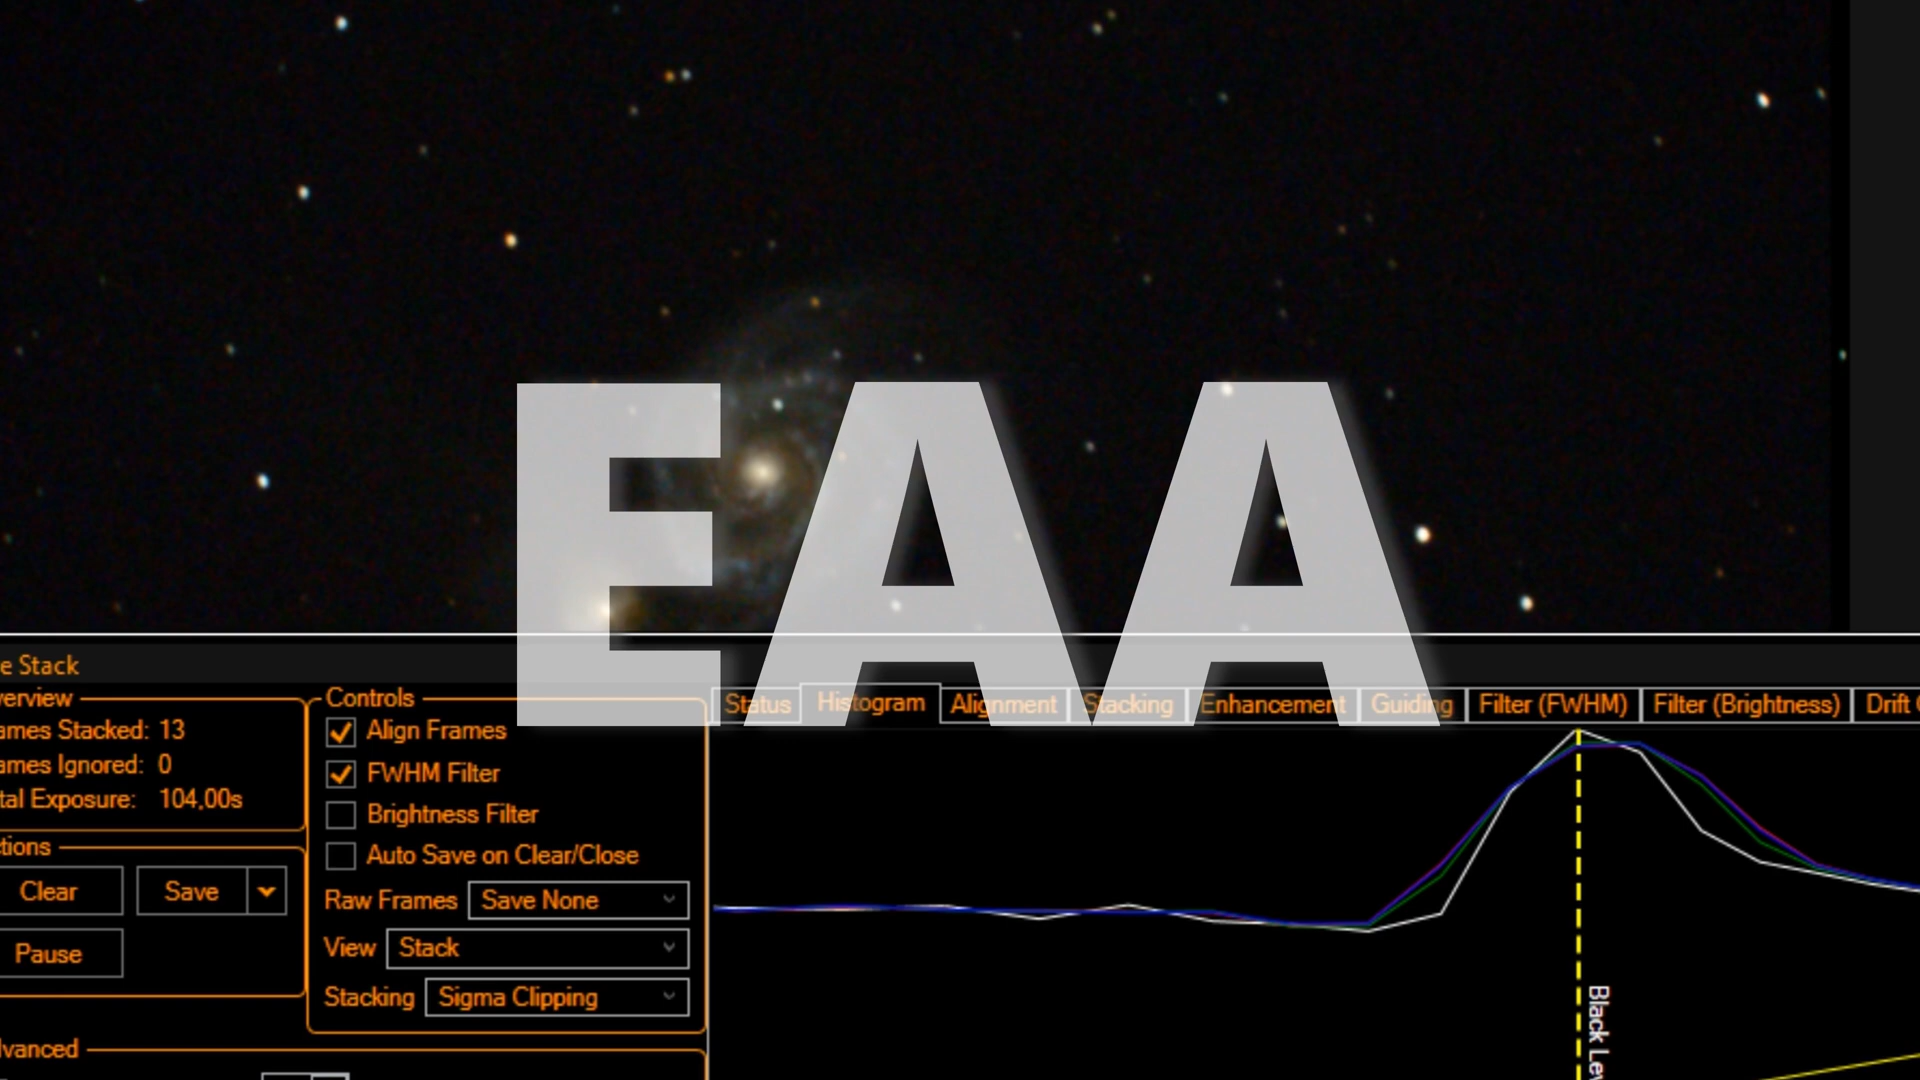 EAA
e Stack
erview
ames Stacked: 13
ames Ignored: 0
tal Exposure: 104,00s
tions
Clear
Save
Pause
lvanced
Controls
Align Frames
FWHM Filter
Brightness Filter
Auto Save on Clear/Close
Raw Frames Save None
View Stack
Stacking Sigma Clipping
Status Histogram Alignment Stacking Enhancement Guiding Filter (FWHM) Filter (Brightness) Drift
Black Lev